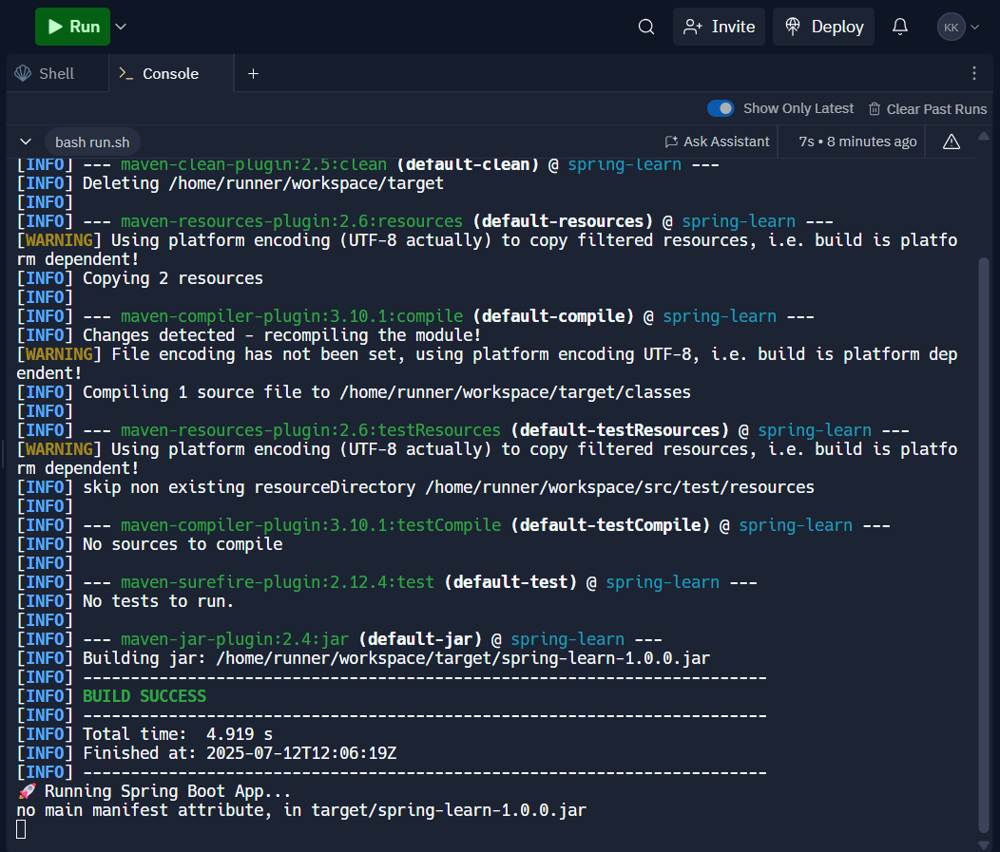 Run
Invite
Deploy
KK
Shell
>_ Console
+
Show Only Latest
Clear Past Runs
bash run.sh
Ask Assistant
7s • 8 minutes ago
[INFO] --- maven-clean-plugin:2.5:clean (default-clean) @ spring-learn ---
[INFO] Deleting /home/runner/workspace/target
[INFO]
[INFO] --- maven-resources-plugin:2.6:resources (default-resources) @ spring-learn ---
[WARNING] Using platform encoding (UTF-8 actually) to copy filtered resources, i.e. build is platfo
rm dependent!
[INFO] Copying 2 resources
[INFO]
[INFO] --- maven-compiler-plugin:3.10.1:compile (default-compile) @ spring-learn ---
[INFO] Changes detected - recompiling the module!
[WARNING] File encoding has not been set, using platform encoding UTF-8, i.e. build is platform dep
endent!
[INFO] Compiling 1 source file to /home/runner/workspace/target/classes
[INFO]
[INFO] --- maven-resources-plugin:2.6:testResources (default-testResources) @ spring-learn ---
[WARNING] Using platform encoding (UTF-8 actually) to copy filtered resources, i.e. build is platfo
rm dependent!
[INFO] skip non existing resourceDirectory /home/runner/workspace/src/test/resources
[INFO]
[INFO] --- maven-compiler-plugin:3.10.1:testCompile (default-testCompile) @ spring-learn ---
[INFO] No sources to compile
[INFO]
[INFO] --- maven-surefire-plugin:2.12.4:test (default-test) @ spring-learn ---
[INFO] No tests to run.
[INFO]
[INFO] --- maven-jar-plugin:2.4:jar (default-jar) @ spring-learn ---
[INFO] Building jar: /home/runner/workspace/target/spring-learn-1.0.0.jar
[INFO] ------------------------------------------------------------------------
[INFO] BUILD SUCCESS
[INFO] ------------------------------------------------------------------------
[INFO] Total time:  4.919 s
[INFO] Finished at: 2025-07-12T12:06:19Z
[INFO] ------------------------------------------------------------------------
🚀 Running Spring Boot App...
no main manifest attribute, in target/spring-learn-1.0.0.jar